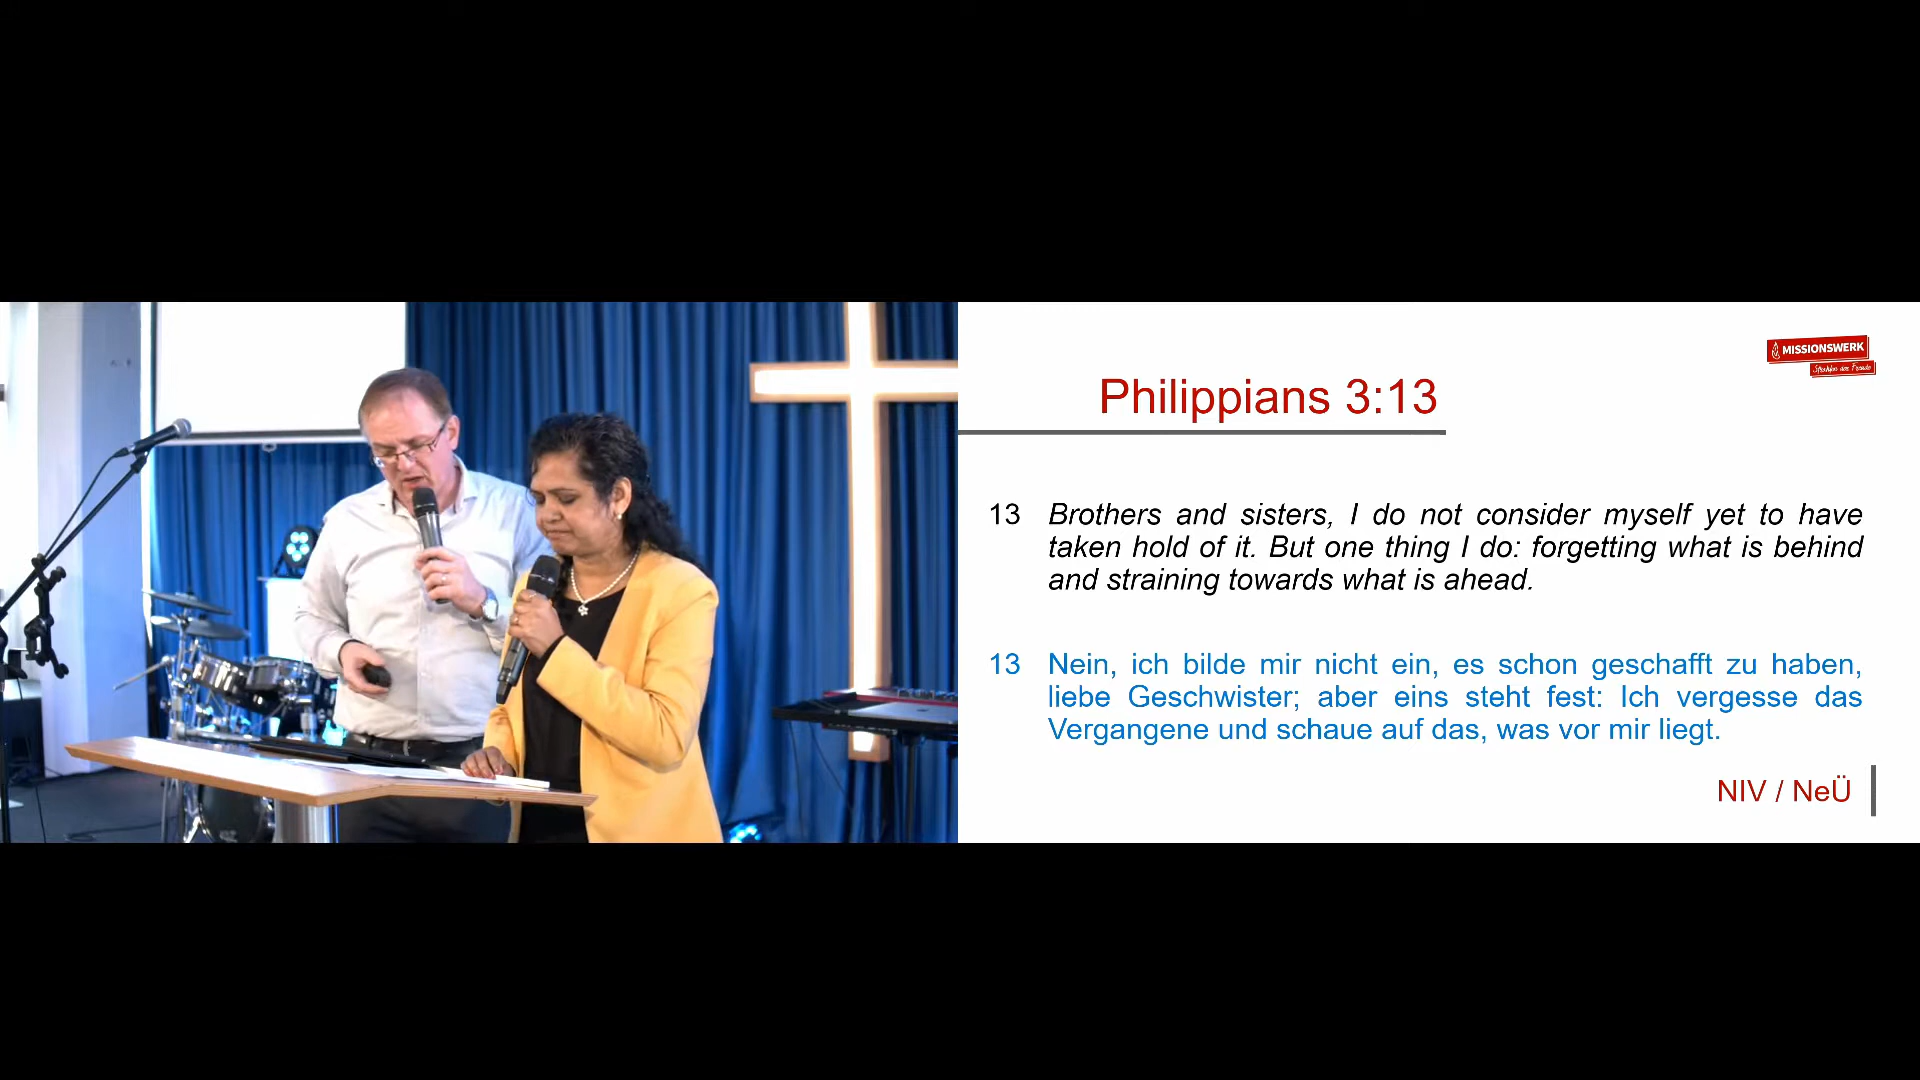 MISSIONSWERK
Strahlen der Freude
Philippians 3:13
13 Brothers and sisters, I do not consider myself yet to have
taken hold of it. But one thing I do: forgetting what is behind
and straining towards what is ahead.
13 Nein, ich bilde mir nicht ein, es schon geschafft zu haben,
liebe Geschwister; aber eins steht fest: Ich vergesse das
Vergangene und schaue auf das, was vor mir liegt.
NIV / NeÜ